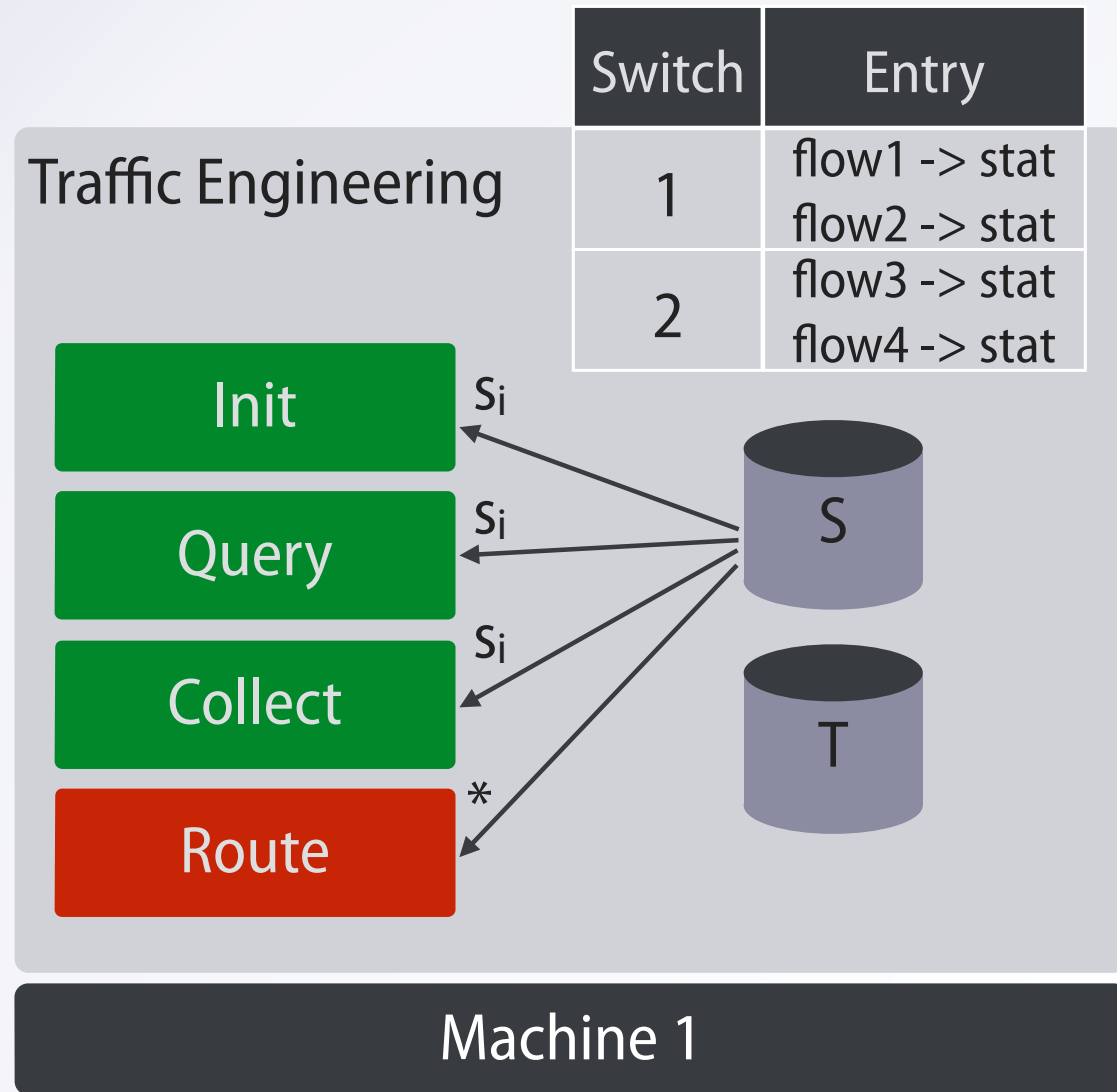 Switch Entry
Traffic Engineering
1
flow1 -> stat
flow2 -> stat
2
flow3 -> stat
flow4 -> stat
Init
Si
Query
Si
Collect
Si
Route
*
S
T
Machine 1